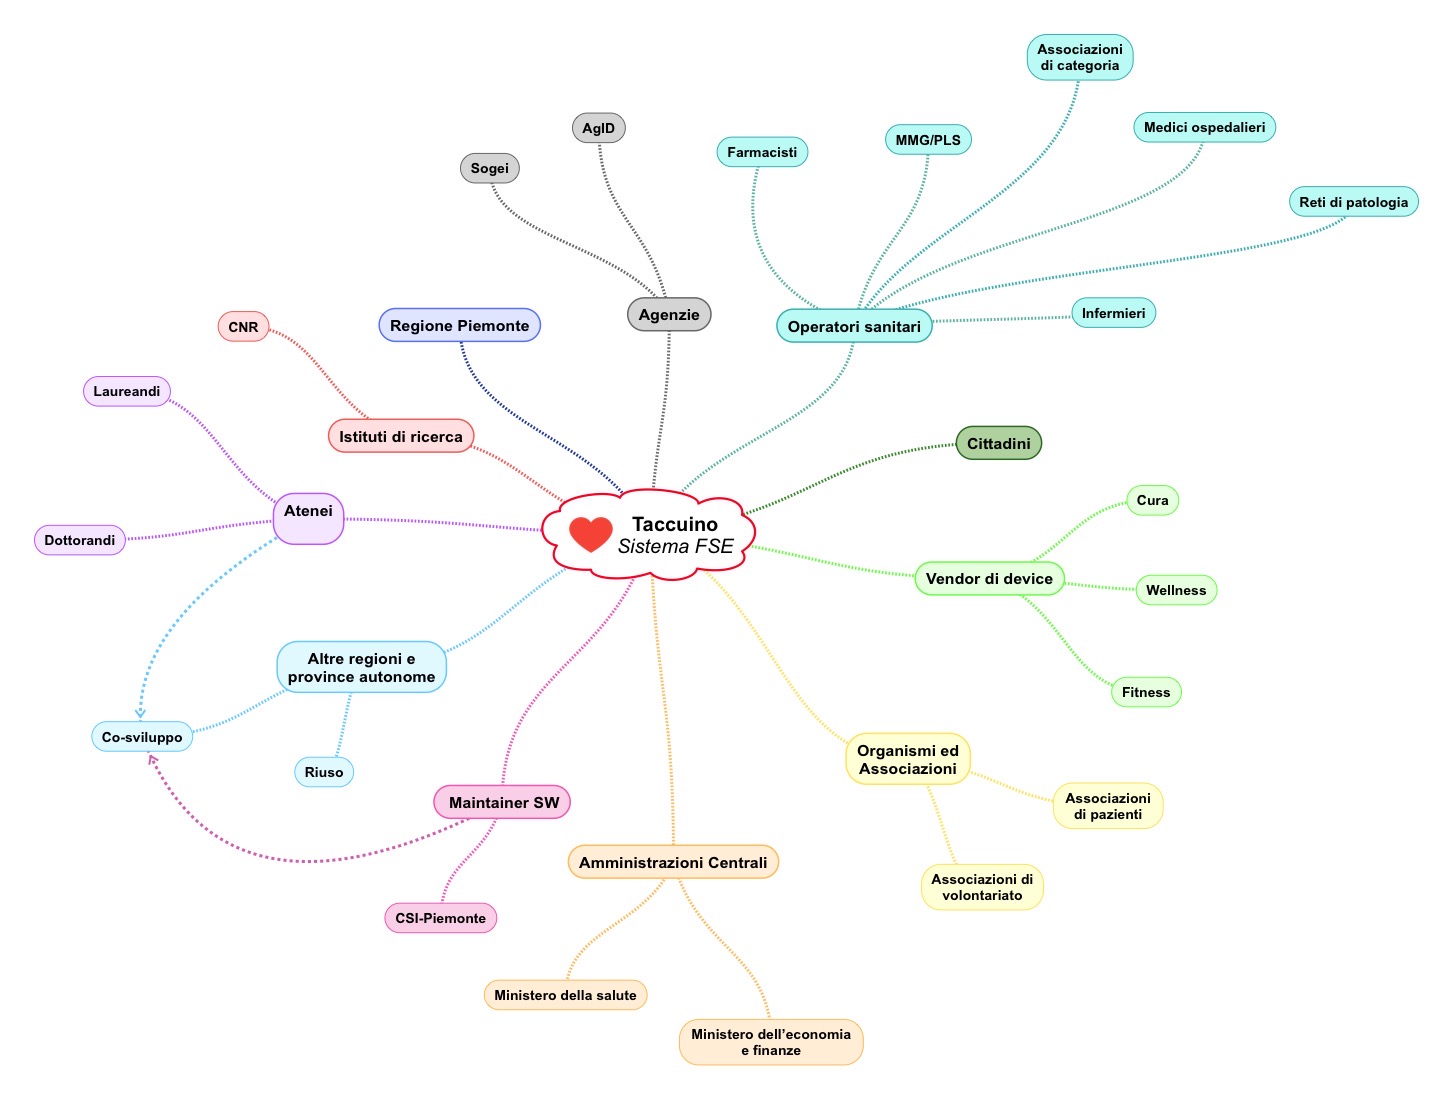 Associazioni
di categoria
AgID
Medici ospedalieri
MMG/PLS
Farmacisti
Sogei
Reti di patologia
Agenzie
Infermieri
CNR
Regione Piemonte
Operatori sanitari
Laureandi
Istituti di ricerca
Cittadini
Cura
Atenei
Taccuino
Sistema FSE
Dottorandi
Vendor di device
Wellness
Altre regioni e
province autonome
Fitness
Co-sviluppo
Riuso
Organismi ed
Associazioni
Maintainer SW
Associazioni
di pazienti
Amministrazioni Centrali
Associazioni di
volontariato
CSI-Piemonte
Ministero della salute
Ministero dell’economia
e finanze